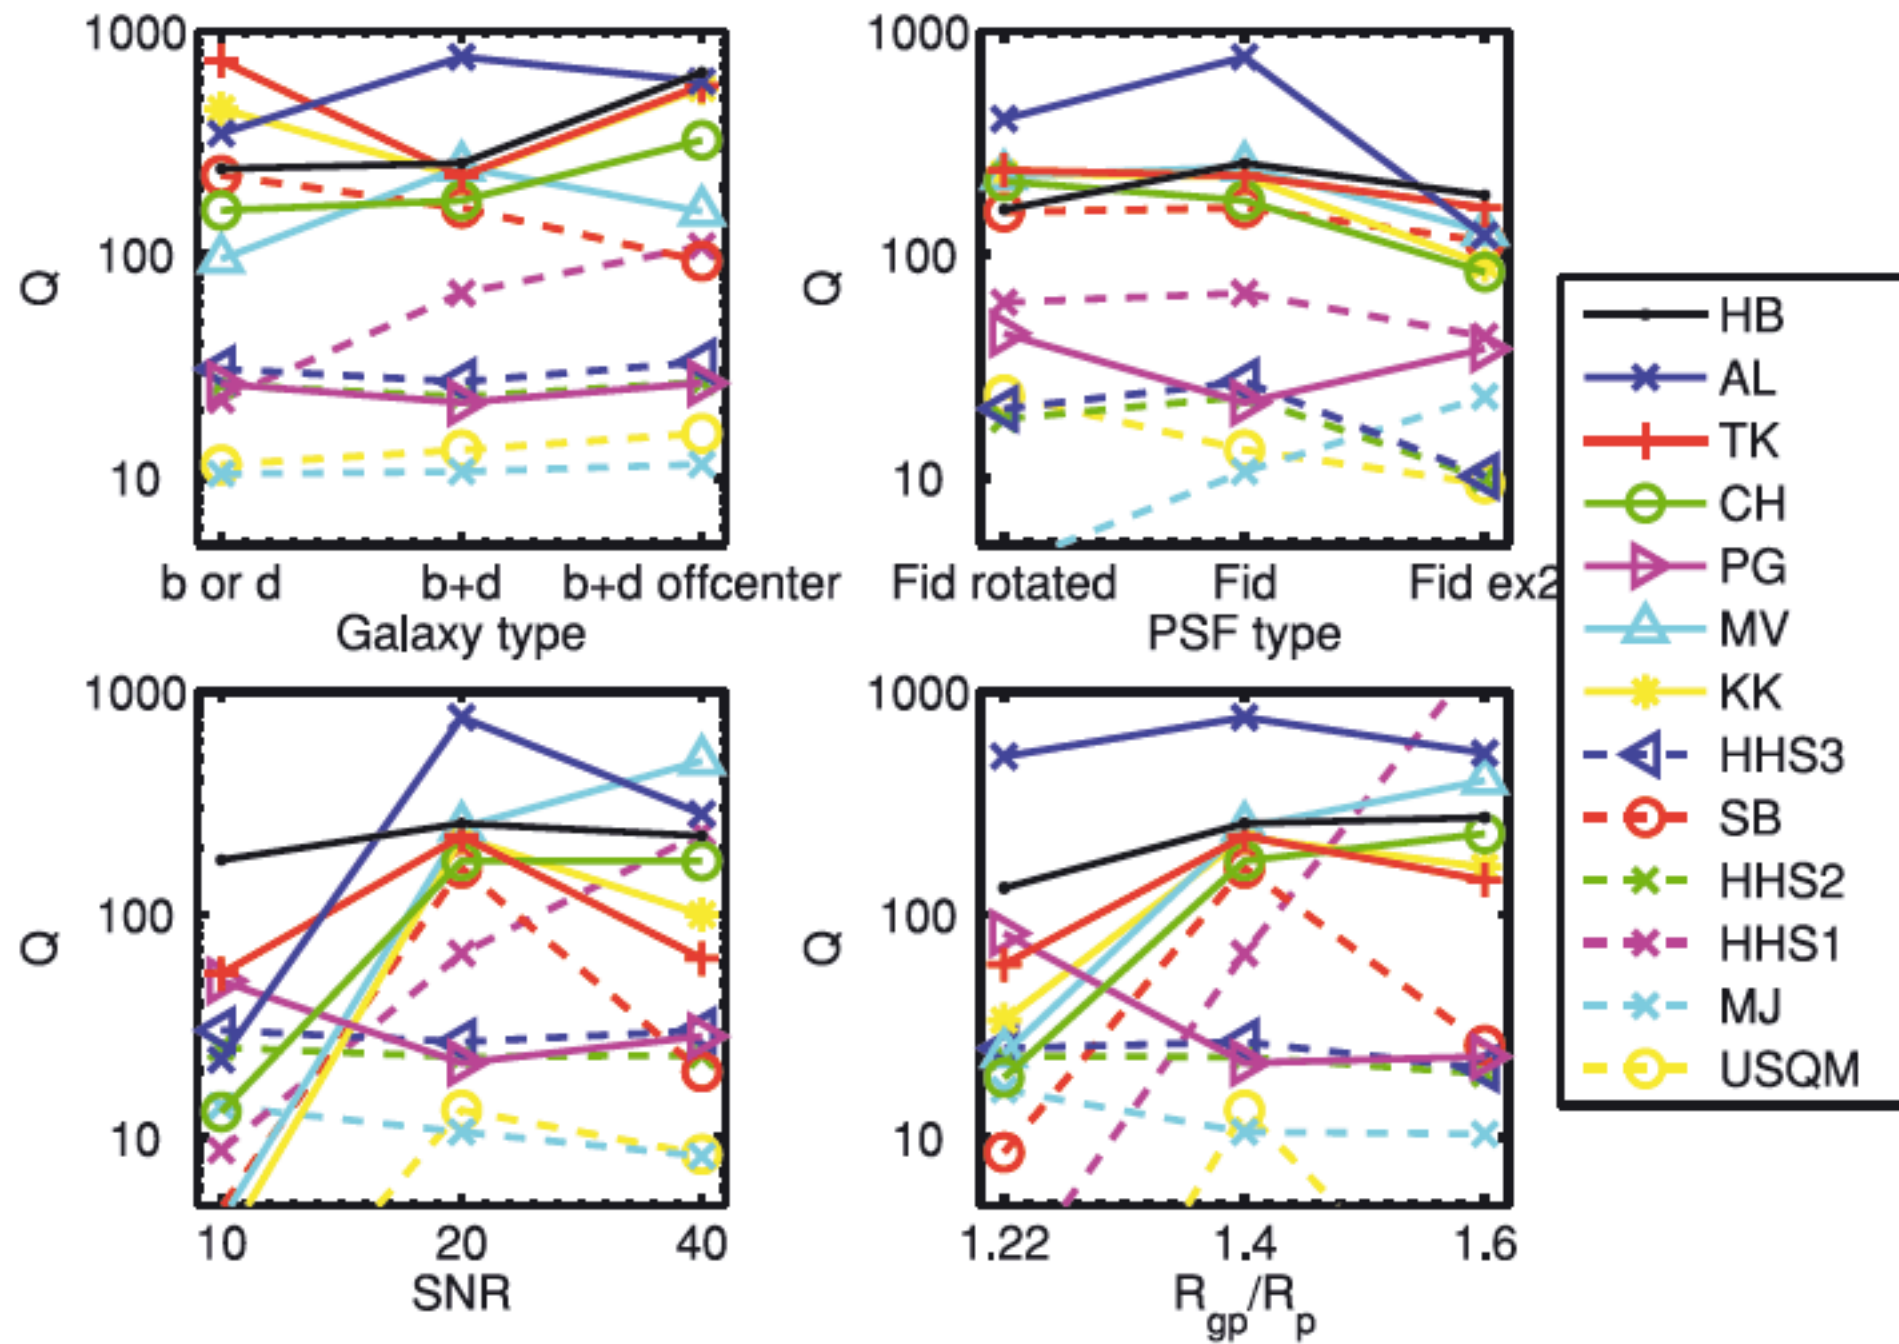 1000
100
10
Q
b or d b+d b+d offcenter
Galaxy type
1000
100
10
Q
Fid rotated Fid Fid ex2
PSF type
1000
100
10
Q
10 20 40
SNR
1000
100
10
Q
1.22 1.4 1.6
R_gp/R_p
HB
AL
TK
CH
PG
MV
KK
HHS3
SB
HHS2
HHS1
MJ
USQM